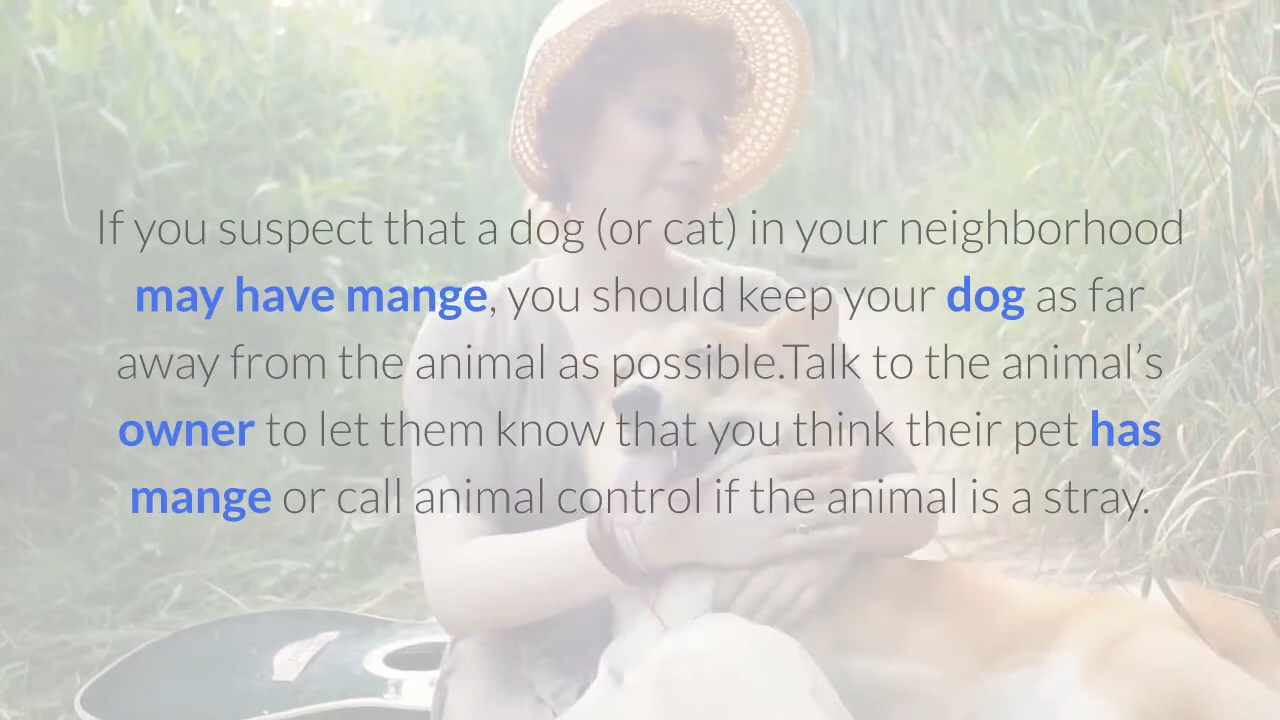 If you suspect that a dog (or cat) in your neighborhood
may have mange, you should keep your dog as far
away from the animal as possible.Talk to the animal’s
owner to let them know that you think their pet has
mange or call animal control if the animal is a stray.